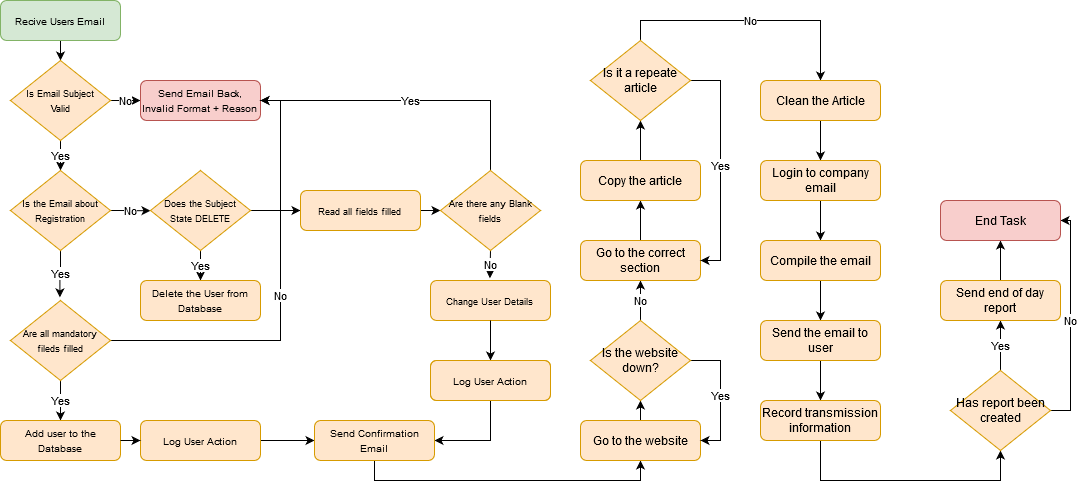 Recive Users Email
Is Email Subject
Valid
No
Send Email Back,
Invalid Format + Reason
Yes
Is the Email about
Registration
No
Does the Subject
State DELETE
Read all fields filled
Are there any Blank
fields
Yes
Yes
Delete the User from
Database
Yes
No
Are all mandatory
fileds filled
No
Change User Details
Log User Action
Yes
Add user to the
Database
Log User Action
Send Confirmation
Email
Go to the website
Is the website
down?
Yes
No
Go to the correct
section
Copy the article
Is it a repeate
article
Yes
No
Clean the Article
Login to company
email
Compile the email
Send the email to
user
Record transmission
information
Has report been
created
Yes
No
Send end of day
report
End Task